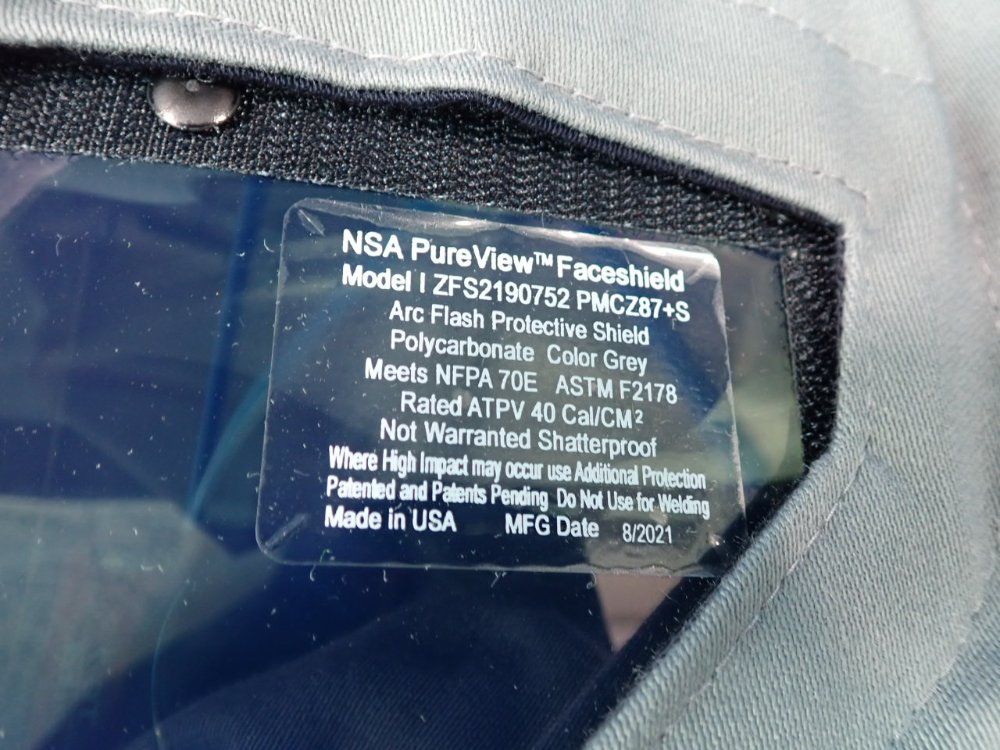 NSA PureView™ Faceshield
Model | ZFS2190752 PMCZ87+S
Arc Flash Protective Shield
Polycarbonate Color Grey
Meets NFPA 70E ASTM F2178
Rated ATPV 40 Cal/CM²
Not Warranted Shatterproof
Where High Impact may occur use Additional Protection
Patented and Patents Pending Do Not Use for Welding
Made in USA MFG Date 8/2021